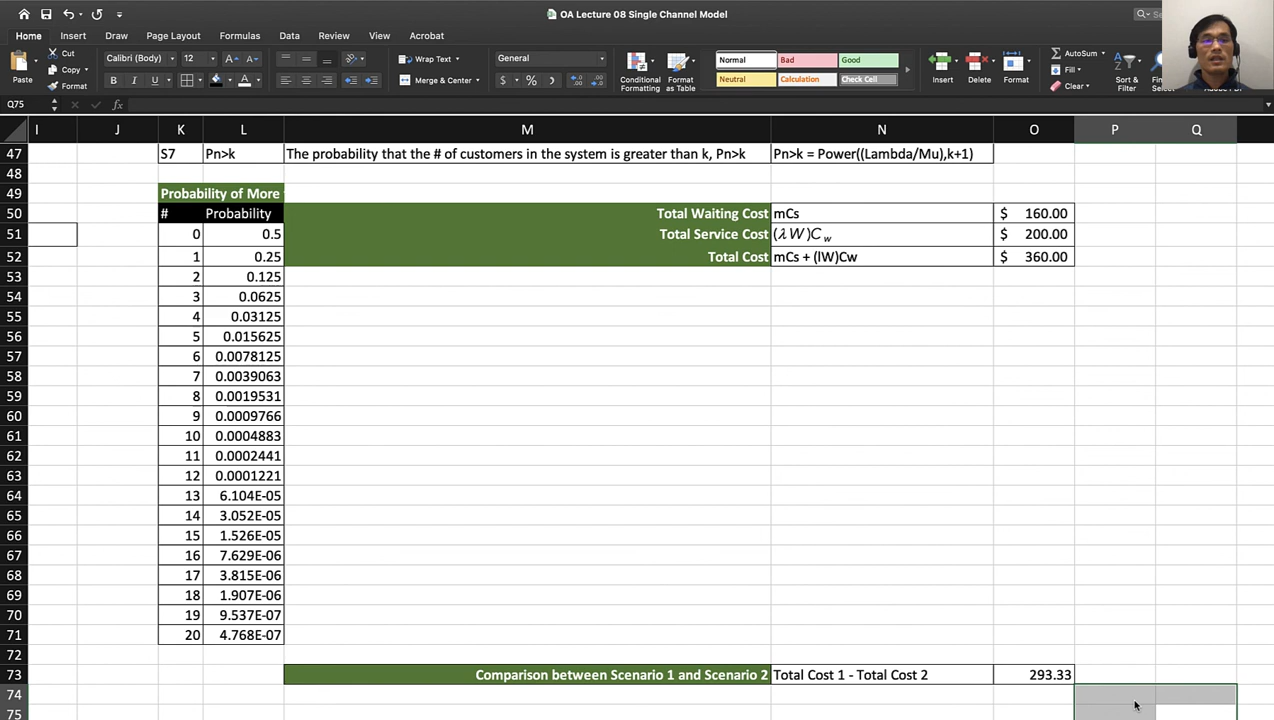 OA Lecture 08 Single Channel Model
Home Insert Draw Page Layout Formulas Data Review View Acrobat
Paste
Cut
Copy
Format
Calibri (Body) 12
Wrap Text
Merge & Center
General
Conditional Formatting
Format as Table
Normal Bad Good
Neutral Calculation Check Cell
Insert Delete Format
AutoSum
Fill
Clear
Sort & Filter
Q75 fx
I J K L M N O P Q
47 S7 Pn>k The probability that the # of customers in the system is greater than k, Pn>k Pn>k = Power((Lambda/Mu),k+1)
48
49 Probability of More
50 # Probability Total Waiting Cost mCs $ 160.00
51 0 0.5 Total Service Cost (λW)Cw $ 200.00
52 1 0.25 Total Cost mCs + (lW)Cw $ 360.00
53 2 0.125
54 3 0.0625
55 4 0.03125
56 5 0.015625
57 6 0.0078125
58 7 0.0039063
59 8 0.0019531
60 9 0.0009766
61 10 0.0004883
62 11 0.0002441
63 12 0.0001221
64 13 6.104E-05
65 14 3.052E-05
66 15 1.526E-05
67 16 7.629E-06
68 17 3.815E-06
69 18 1.907E-06
70 19 9.537E-07
71 20 4.768E-07
72
73 Comparison between Scenario 1 and Scenario 2 Total Cost 1 - Total Cost 2 293.33
74
75